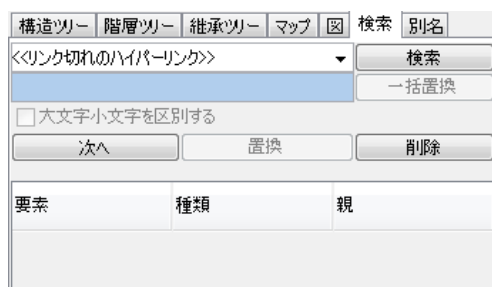 構造ツリー 階層ツリー 継承ツリー マップ 図 検索 別名
<<リンク切れのハイパーリンク>> 検索
一括置換
大文字小文字を区別する
次へ 置換 削除
要素 種類 親